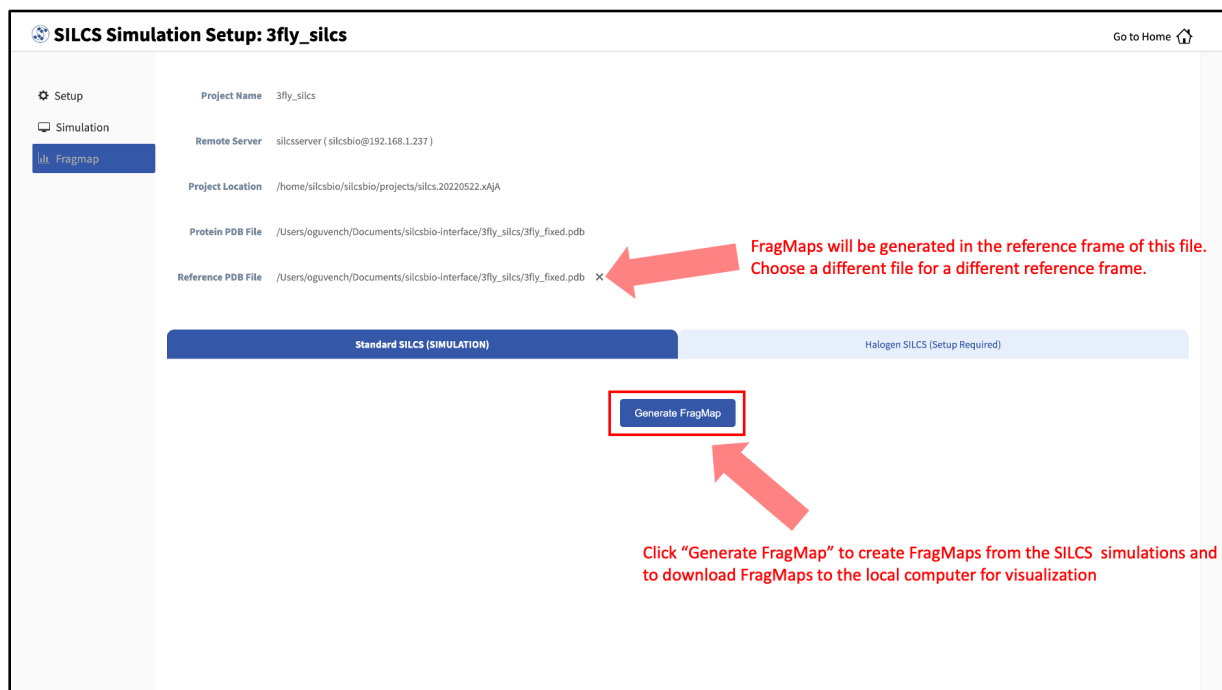 SILCS Simulation Setup: 3fly_silcs
Go to Home
Setup
Simulation
Fragmap
Project Name 3fly_silcs
Remote Server silcsserver ( silcsbio@192.168.1.237 )
Project Location /home/silcsbio/silcsbio/projects/silcs.20220522.xAjA
Protein PDB File /Users/oguvench/Documents/silcsbio-interface/3fly_silcs/3fly_fixed.pdb
Reference PDB File /Users/oguvench/Documents/silcsbio-interface/3fly_silcs/3fly_fixed.pdb ×
FragMaps will be generated in the reference frame of this file.
Choose a different file for a different reference frame.
Standard SILCS (SIMULATION)
Halogen SILCS (Setup Required)
Generate FragMap
Click “Generate FragMap” to create FragMaps from the SILCS simulations and
to download FragMaps to the local computer for visualization